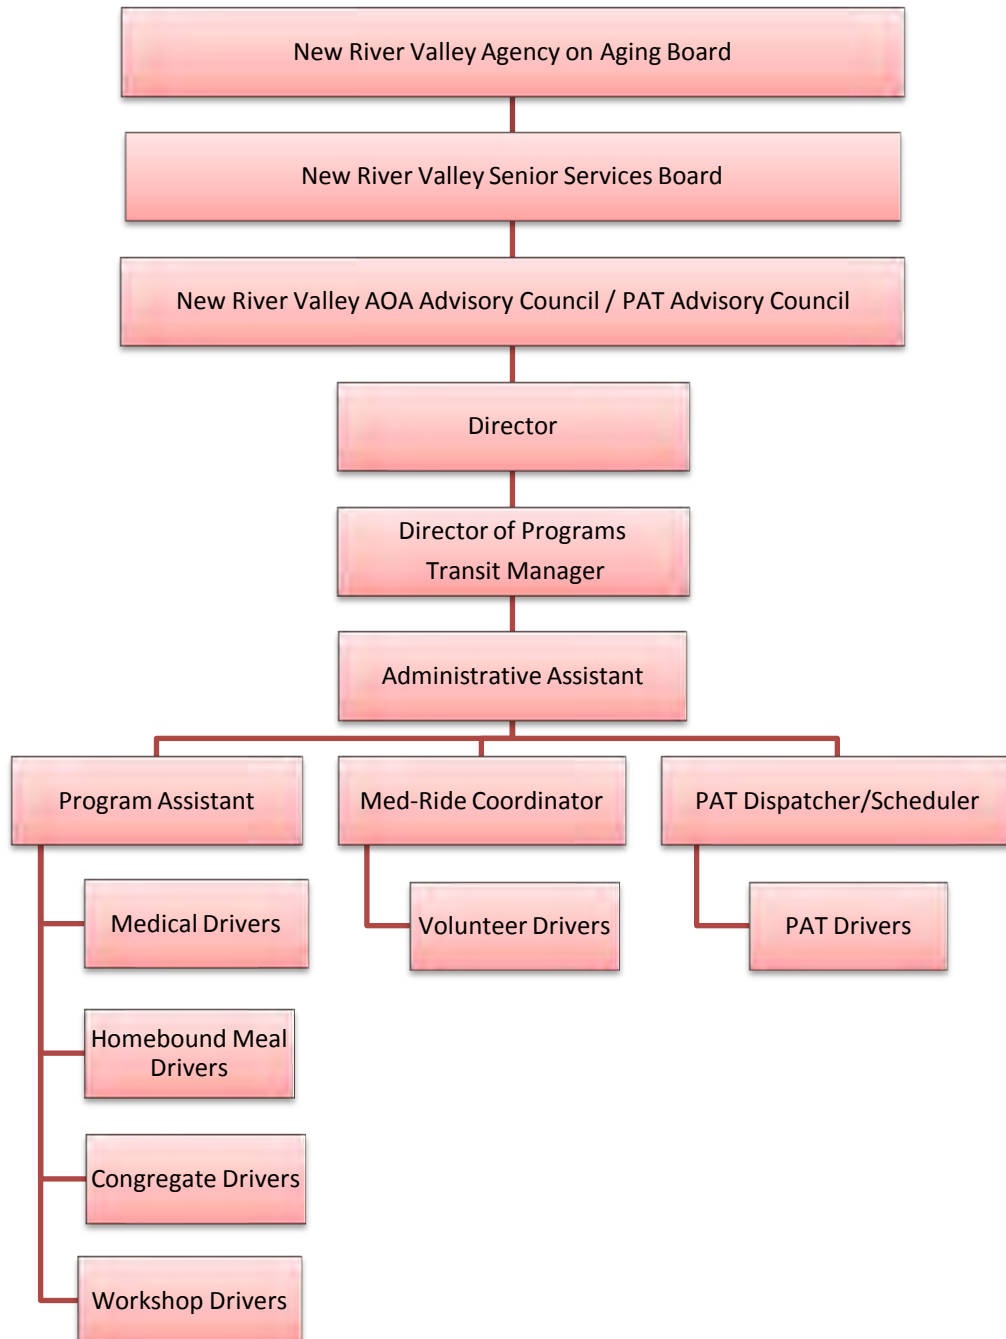 New River Valley Agency on Aging Board
New River Valley Senior Services Board
New River Valley AOA Advisory Council / PAT Advisory Council
Director
Director of Programs
Transit Manager
Administrative Assistant
Program Assistant
Med-Ride Coordinator
PAT Dispatcher/Scheduler
Medical Drivers
Volunteer Drivers
PAT Drivers
Homebound Meal
Drivers
Congregate Drivers
Workshop Drivers